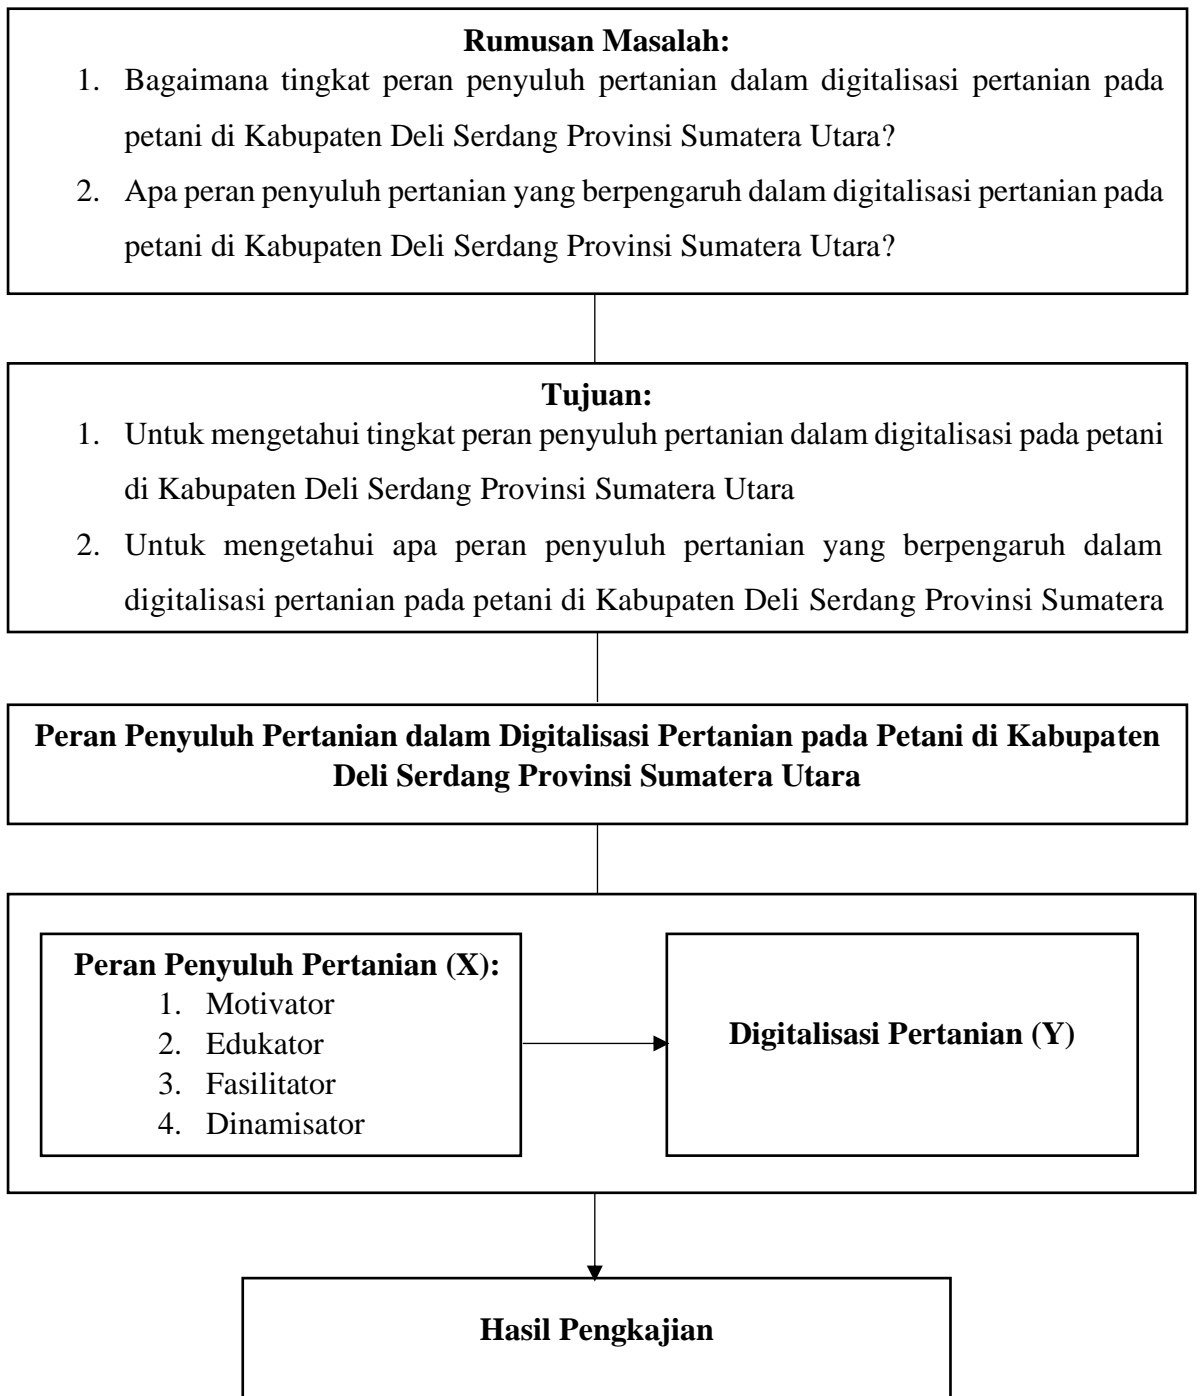 Rumusan Masalah:
1. Bagaimana tingkat peran penyuluh pertanian dalam digitalisasi pertanian pada
petani di Kabupaten Deli Serdang Provinsi Sumatera Utara?
2. Apa peran penyuluh pertanian yang berpengaruh dalam digitalisasi pertanian pada
petani di Kabupaten Deli Serdang Provinsi Sumatera Utara?
Tujuan:
1. Untuk mengetahui tingkat peran penyuluh pertanian dalam digitalisasi pada petani
di Kabupaten Deli Serdang Provinsi Sumatera Utara
2. Untuk mengetahui apa peran penyuluh pertanian yang berpengaruh dalam
digitalisasi pertanian pada petani di Kabupaten Deli Serdang Provinsi Sumatera
Peran Penyuluh Pertanian dalam Digitalisasi Pertanian pada Petani di Kabupaten
Deli Serdang Provinsi Sumatera Utara
Peran Penyuluh Pertanian (X):
1. Motivator
2. Edukator
3. Fasilitator
4. Dinamisator
Digitalisasi Pertanian (Y)
Hasil Pengkajian